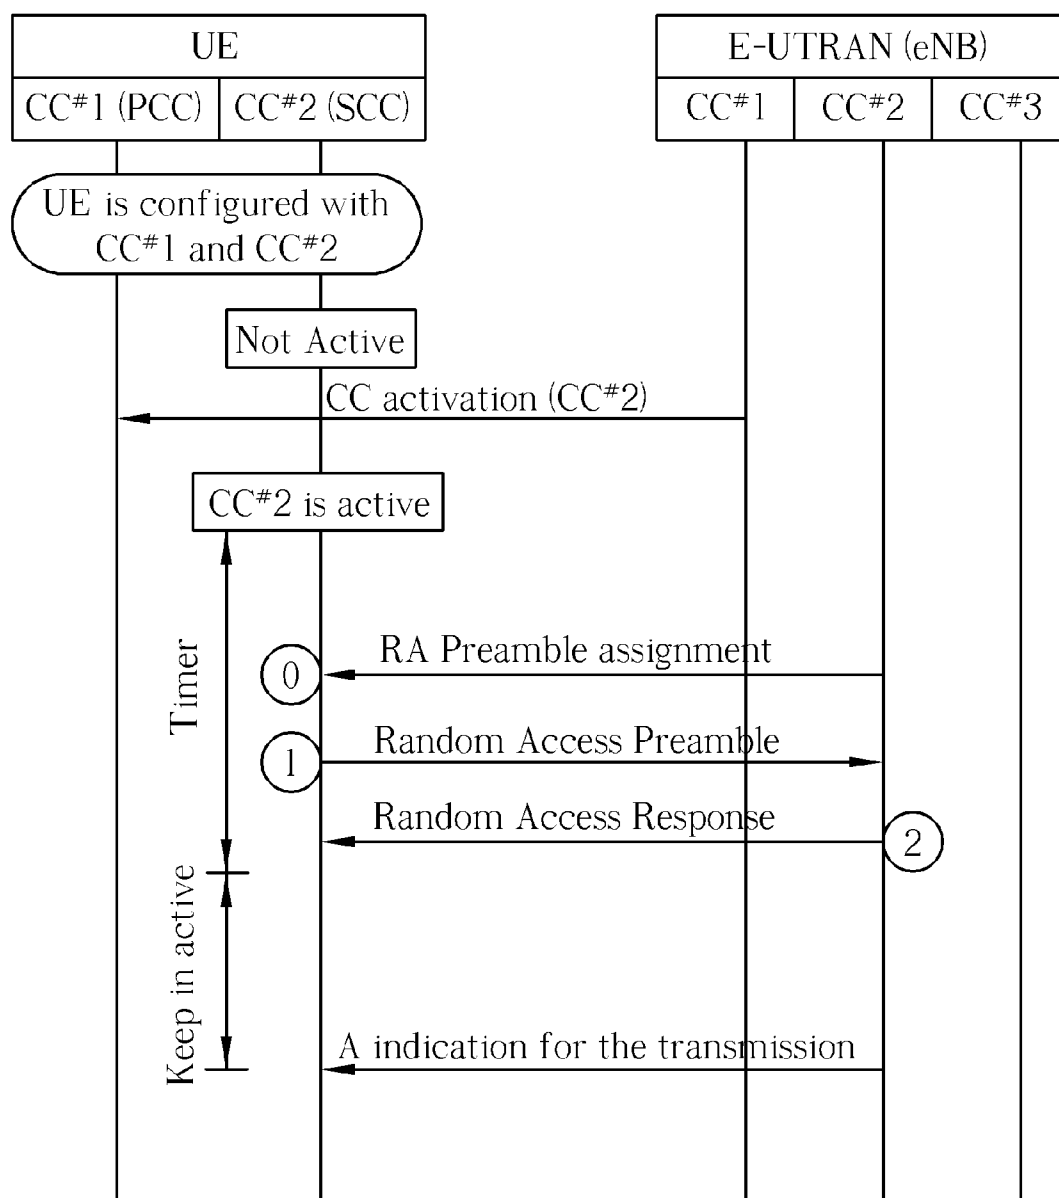 UE
E-UTRAN (eNB)
CC#1 (PCC)
CC#2 (SCC)
CC#1
CC#2
CC#3
UE is configured with
CC#1 and CC#2
Not Active
CC activation (CC#2)
CC#2 is active
Timer
RA Preamble assignment
0
Random Access Preamble
1
Random Access Response
2
Keep in active
A indication for the transmission